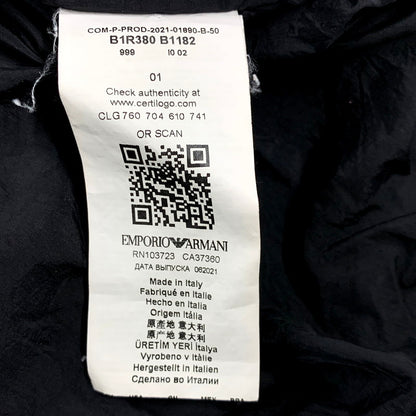 COM-P-PROD-2021-01890-B-50
B1R380 B1182
999 I0 02
01
Check authenticity at
www.certilogo.com
CLG 760 704 610 741
OR SCAN
EMPORIO ARMANI
RN103723 CA37360
ДАТА ВЫПУСКА 062021
Made in Italy
Fabriqué en Italie
Hecho en Italia
Origem Itália
原產地 意大利
原产地 意大利
ÜRETİM YERİ İtalya
Vyrobeno v Itálie
Hergestellt in Italien
Сделано во Италии